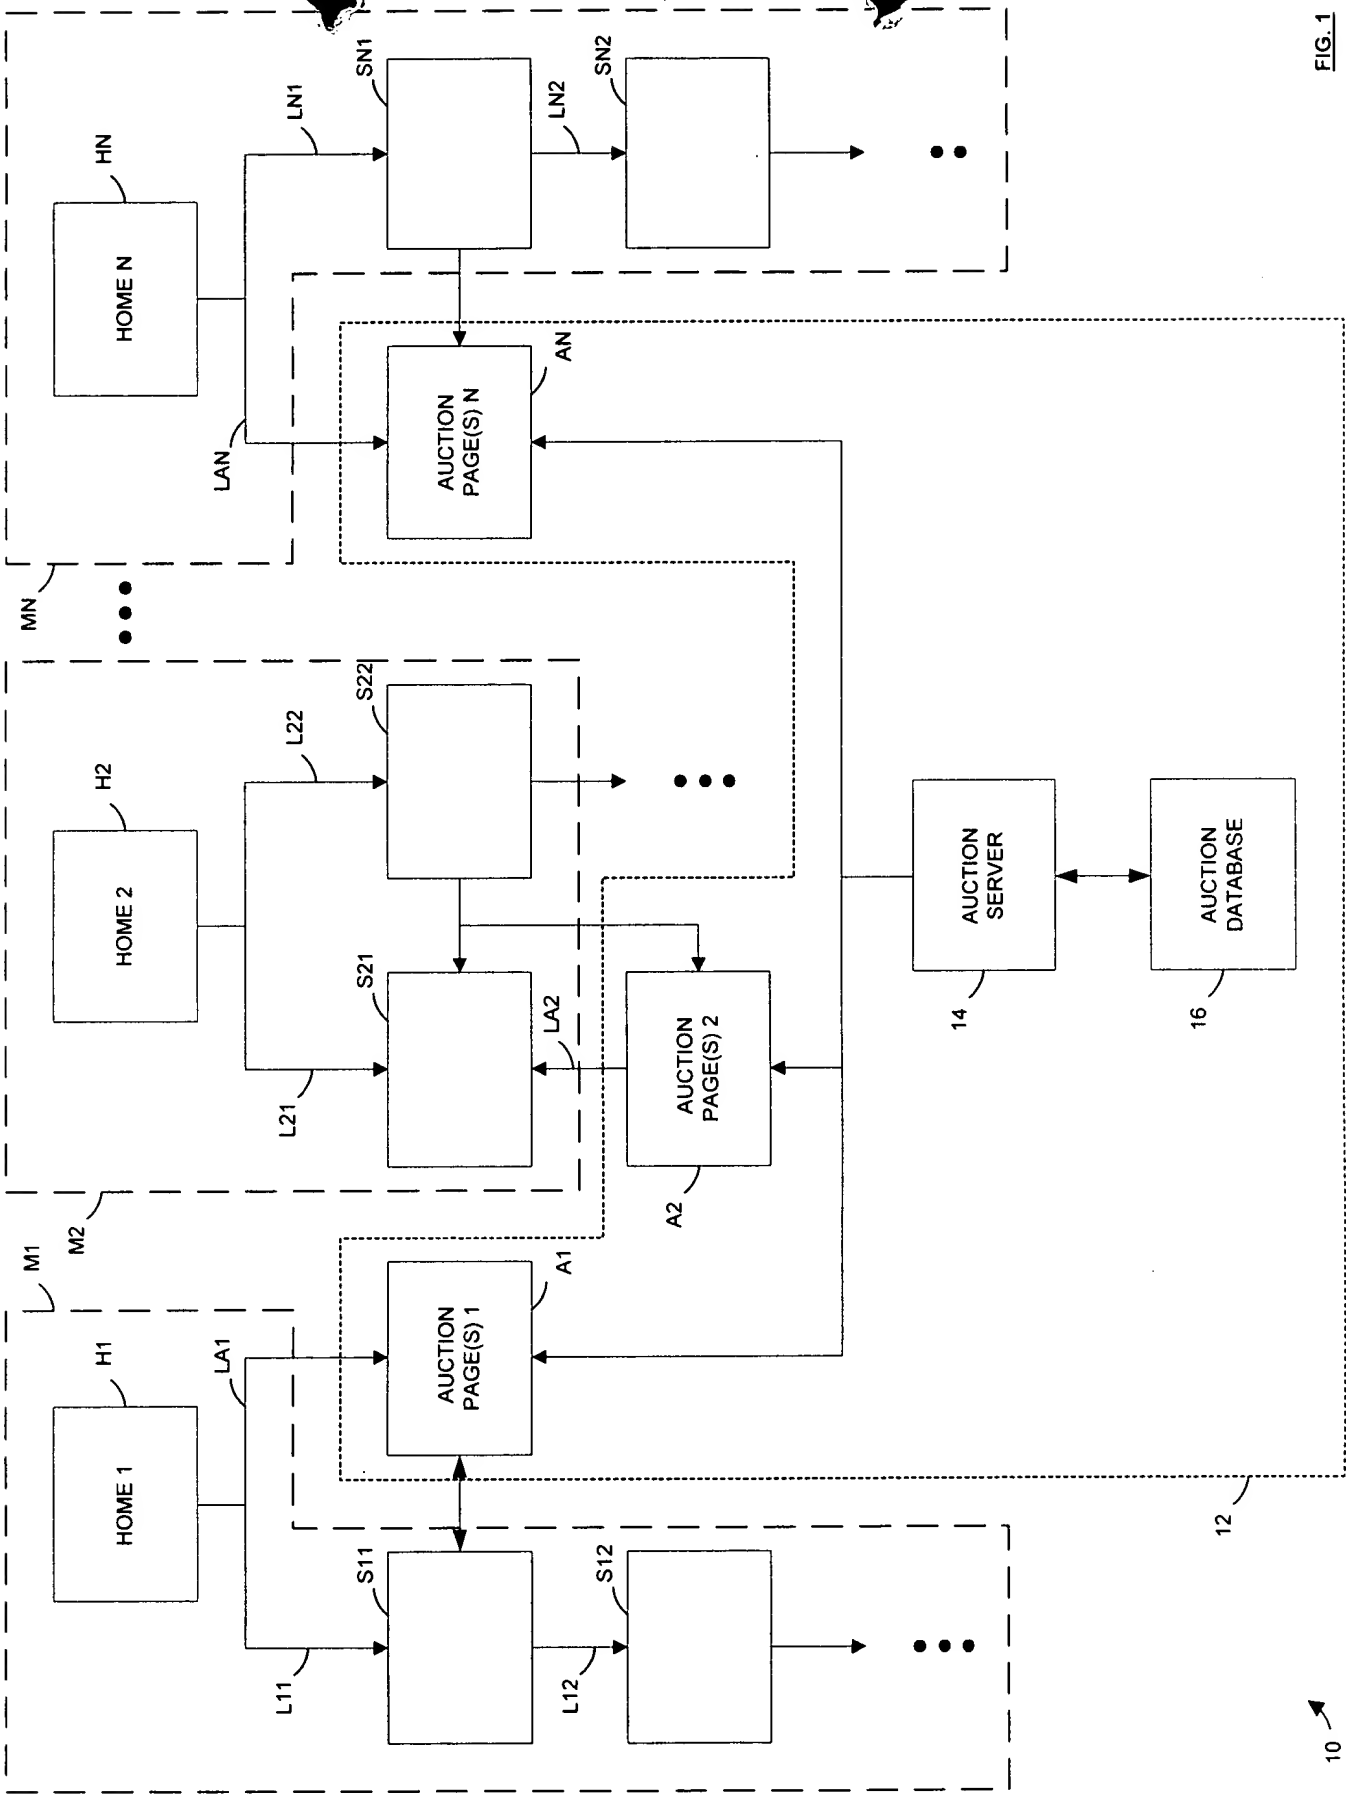 M1
M2
MN
H1
H2
HN
HOME 1
HOME 2
HOME N
L11
LA1
L21
L22
LAN
LN1
S11
S21
S22
SN1
AUCTION
PAGE(S) 1
AUCTION
PAGE(S) N
A1
AN
L12
LA2
LN2
S12
SN2
AUCTION
PAGE(S) 2
A2
AUCTION
SERVER
14
AUCTION
DATABASE
16
12
10
FIG. 1